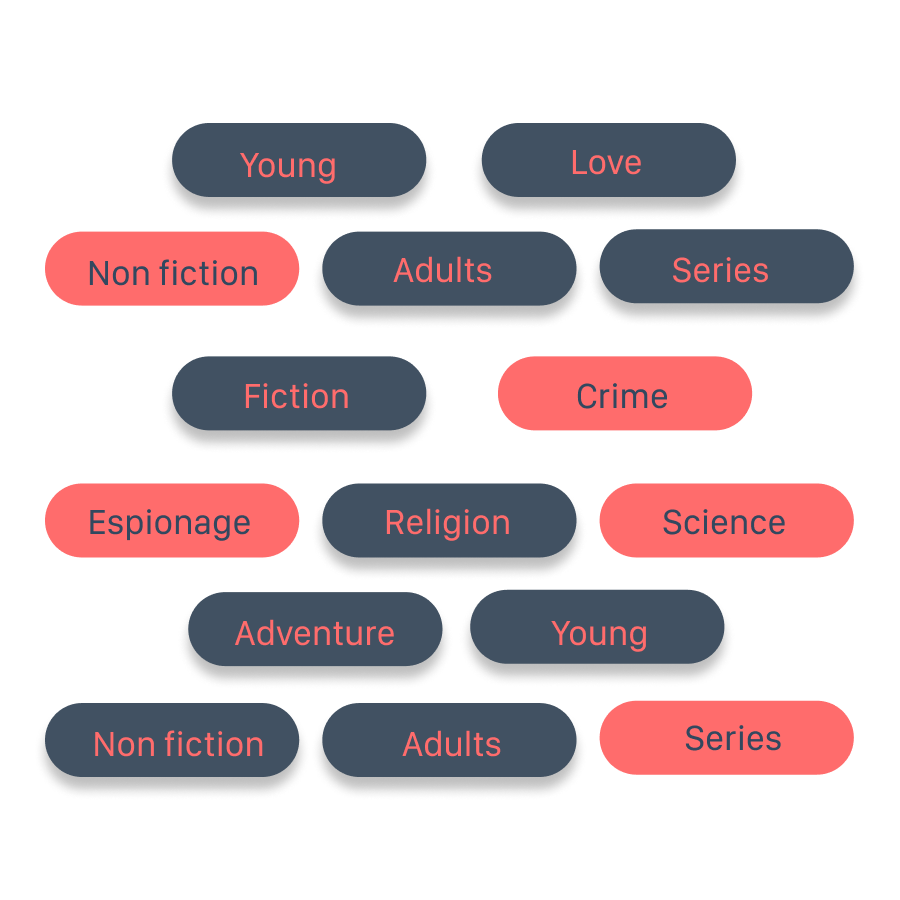 Young
Love
Non fiction
Adults
Series
Fiction
Crime
Espionage
Religion
Science
Adventure
Young
Non fiction
Adults
Series